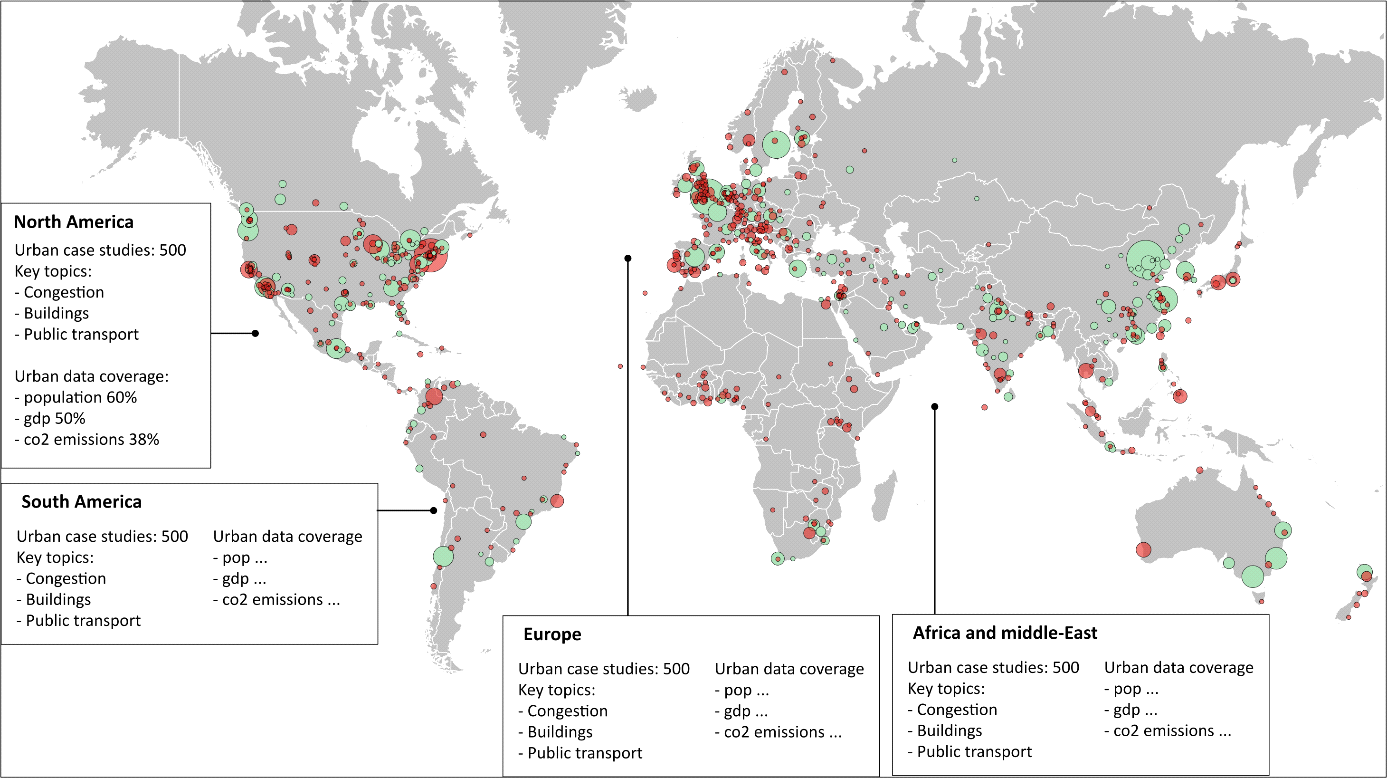 North America
Urban case studies: 500
Key topics:
- Congestion
- Buildings
- Public transport
Urban data coverage:
- population 60%
- gdp 50%
- co2 emissions 38%
South America
Urban case studies: 500
Key topics:
- Congestion
- Buildings
- Public transport
Urban data coverage
- pop ...
- gdp ...
- co2 emissions ...
Europe
Urban case studies: 500
Key topics:
- Congestion
- Buildings
- Public transport
Urban data coverage
- pop ...
- gdp ...
- co2 emissions ...
Africa and middle-East
Urban case studies: 500
Key topics:
- Congestion
- Buildings
- Public transport
Urban data coverage
- pop ...
- gdp ...
- co2 emissions ...